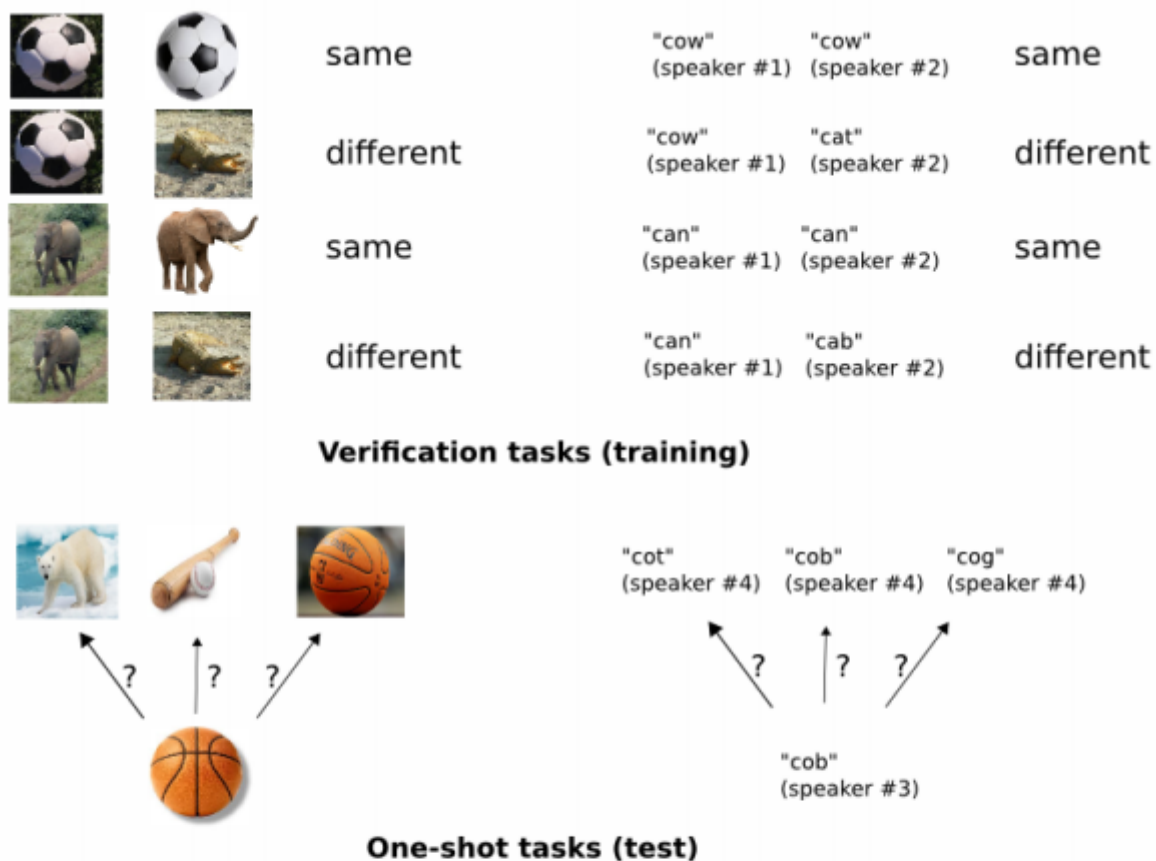 same "cow" "cow" same
(speaker #1) (speaker #2)
different "cow" "cat" different
(speaker #1) (speaker #2)
same "can" "can" same
(speaker #1) (speaker #2)
different "can" "cab" different
(speaker #1) (speaker #2)
Verification tasks (training)
"cot" "cob" "cog"
(speaker #4) (speaker #4) (speaker #4)
? ? ? ? ? ?
"cob"
(speaker #3)
One-shot tasks (test)